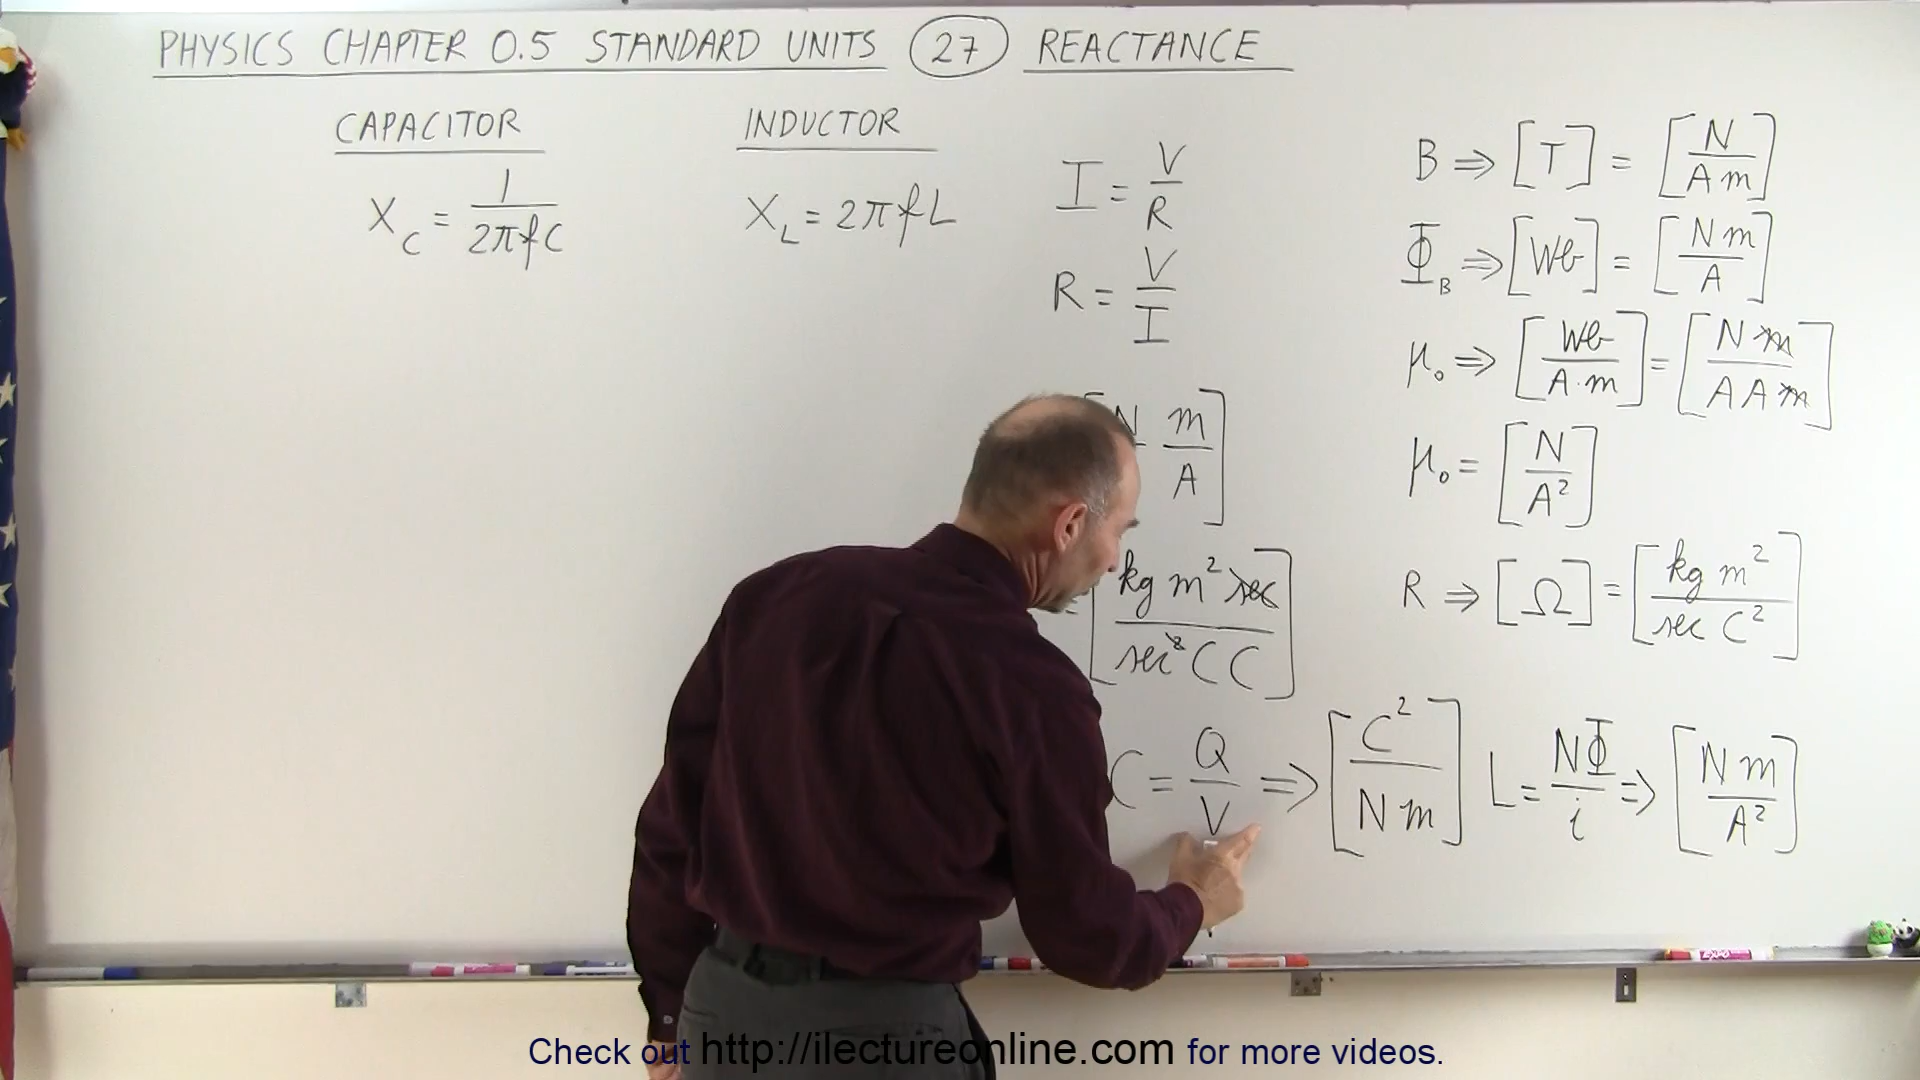 PHYSICS CHAPTER 0.5 STANDARD UNITS 27 REACTANCE
CAPACITOR
X_C = 1 / 2πfC
INDUCTOR
X_L = 2πfL
I = V / R
R = V / I
[N m / A]
= [kg m² sec / sec² C C]
C = Q / V ⇒ [C² / N m]
L = NΦ / i ⇒ [N m / A²]
B ⇒ [T] = [N / A m]
Φ_B ⇒ [Wb] = [N m / A]
μ₀ ⇒ [Wb / A·m] = [N m / A A m]
μ₀ = [N / A²]
R ⇒ [Ω] = [kg m² / sec C²]
Check out http://ilectureonline.com for more videos.